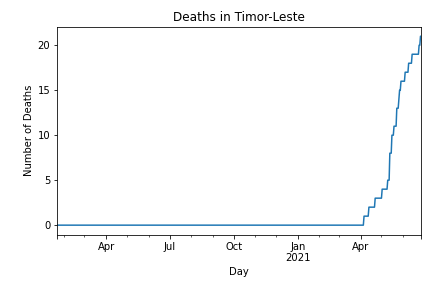 Deaths in Timor-Leste
Number of Deaths
20
15
10
5
0
Apr
Jul
Oct
Jan
2021
Apr
Day